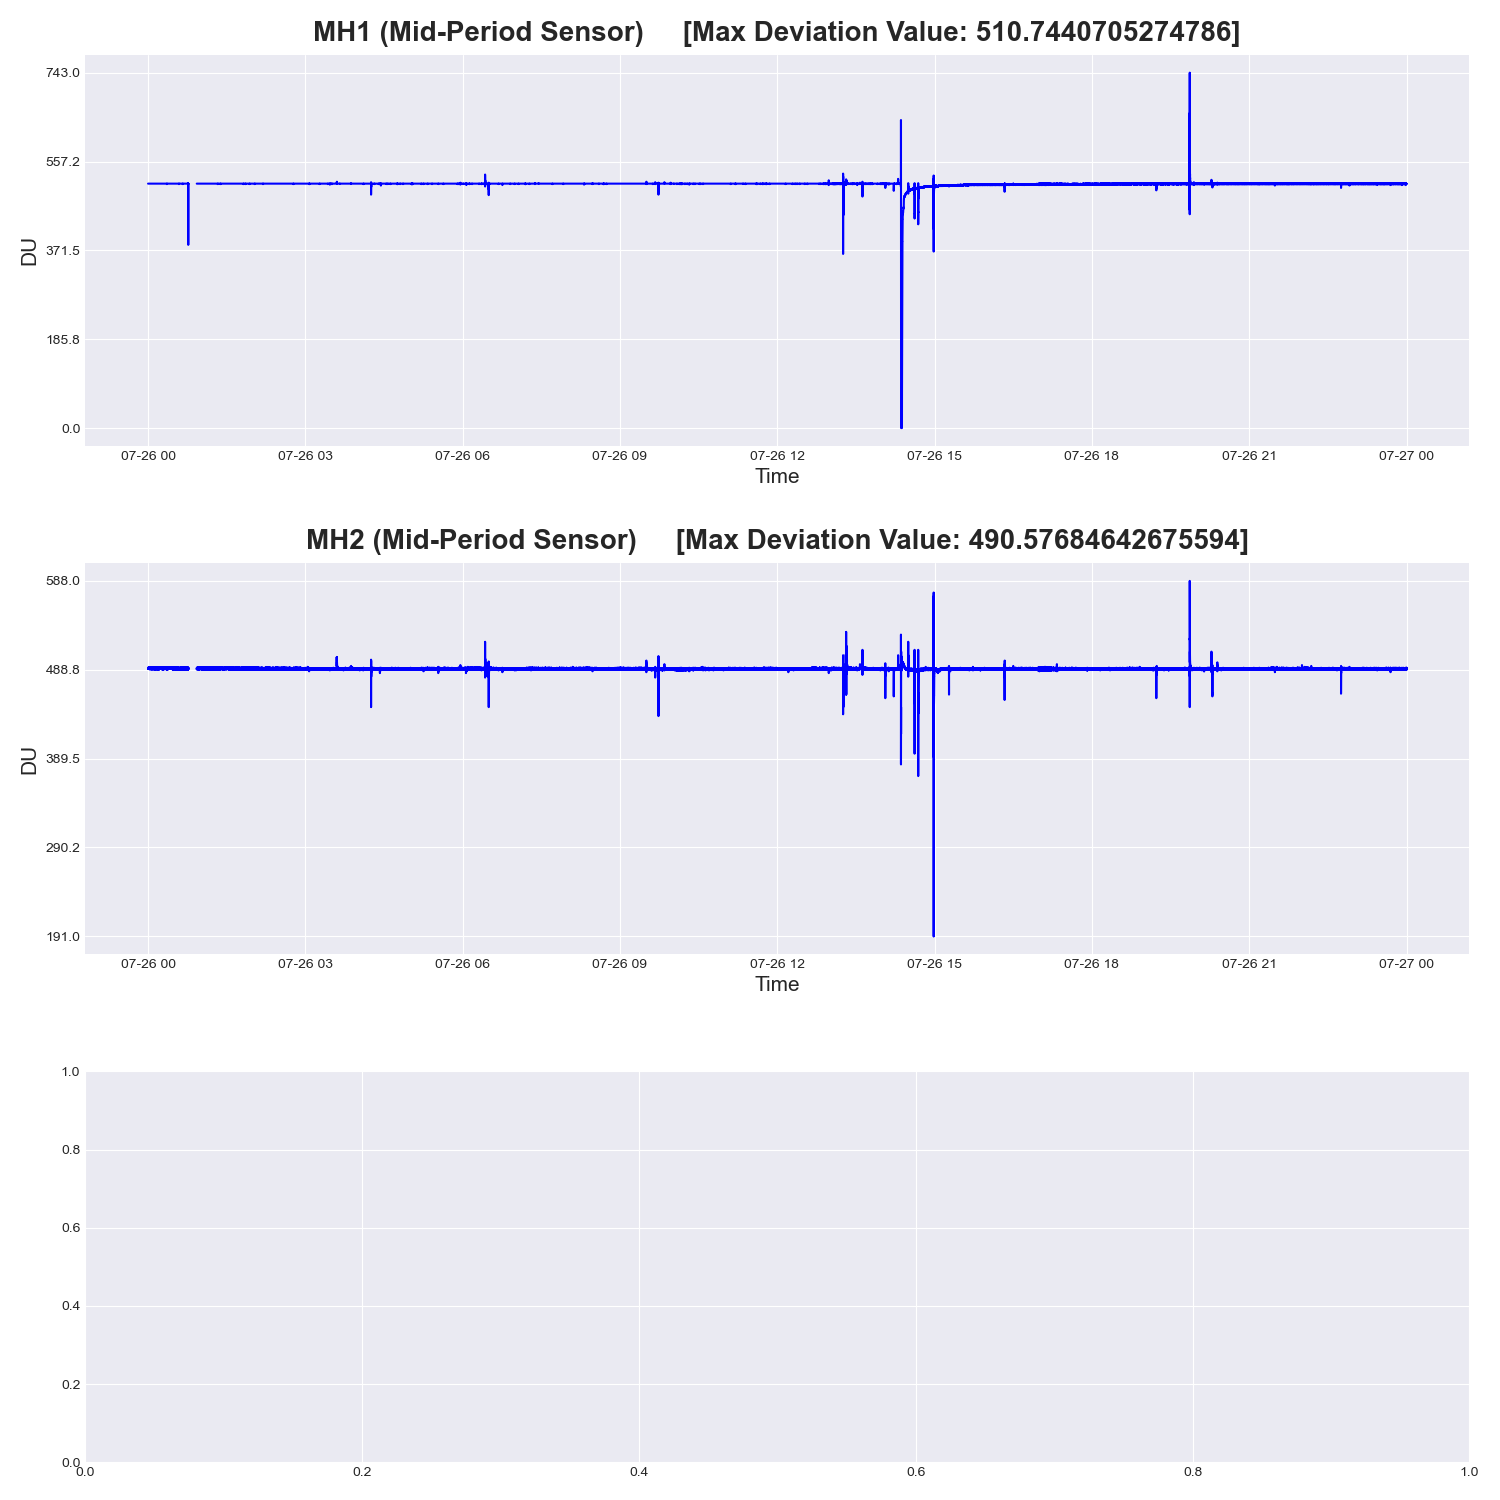 MH1 (Mid-Period Sensor) [Max Deviation Value: 510.7440705274786]
743.0
557.2
371.5
185.8
0.0
DU
07-26 00 07-26 03 07-26 06 07-26 09 07-26 12 07-26 15 07-26 18 07-26 21 07-27 00
Time
MH2 (Mid-Period Sensor) [Max Deviation Value: 490.57684642675594]
588.0
488.8
389.5
290.2
191.0
DU
07-26 00 07-26 03 07-26 06 07-26 09 07-26 12 07-26 15 07-26 18 07-26 21 07-27 00
Time
1.0
0.8
0.6
0.4
0.2
0.0
0.0 0.2 0.4 0.6 0.8 1.0